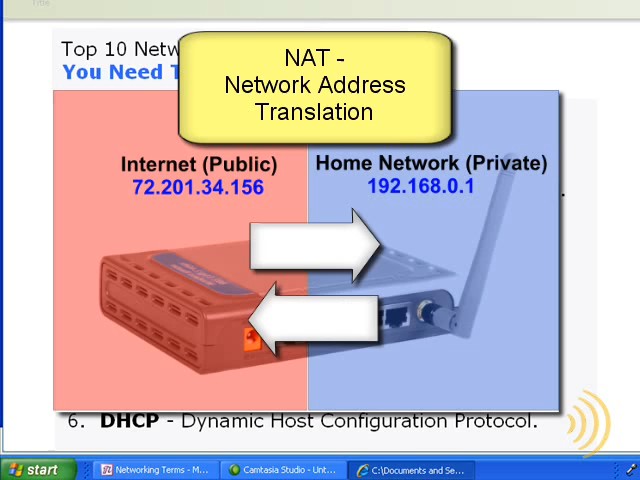 Title
Top 10 Netw
You Need T
NAT -
Network Address
Translation
Internet (Public)
72.201.34.156
Home Network (Private)
192.168.0.1
6. DHCP - Dynamic Host Configuration Protocol.
start
Networking Terms - M...
Camtasia Studio - Unt...
C:\Documents and Se...